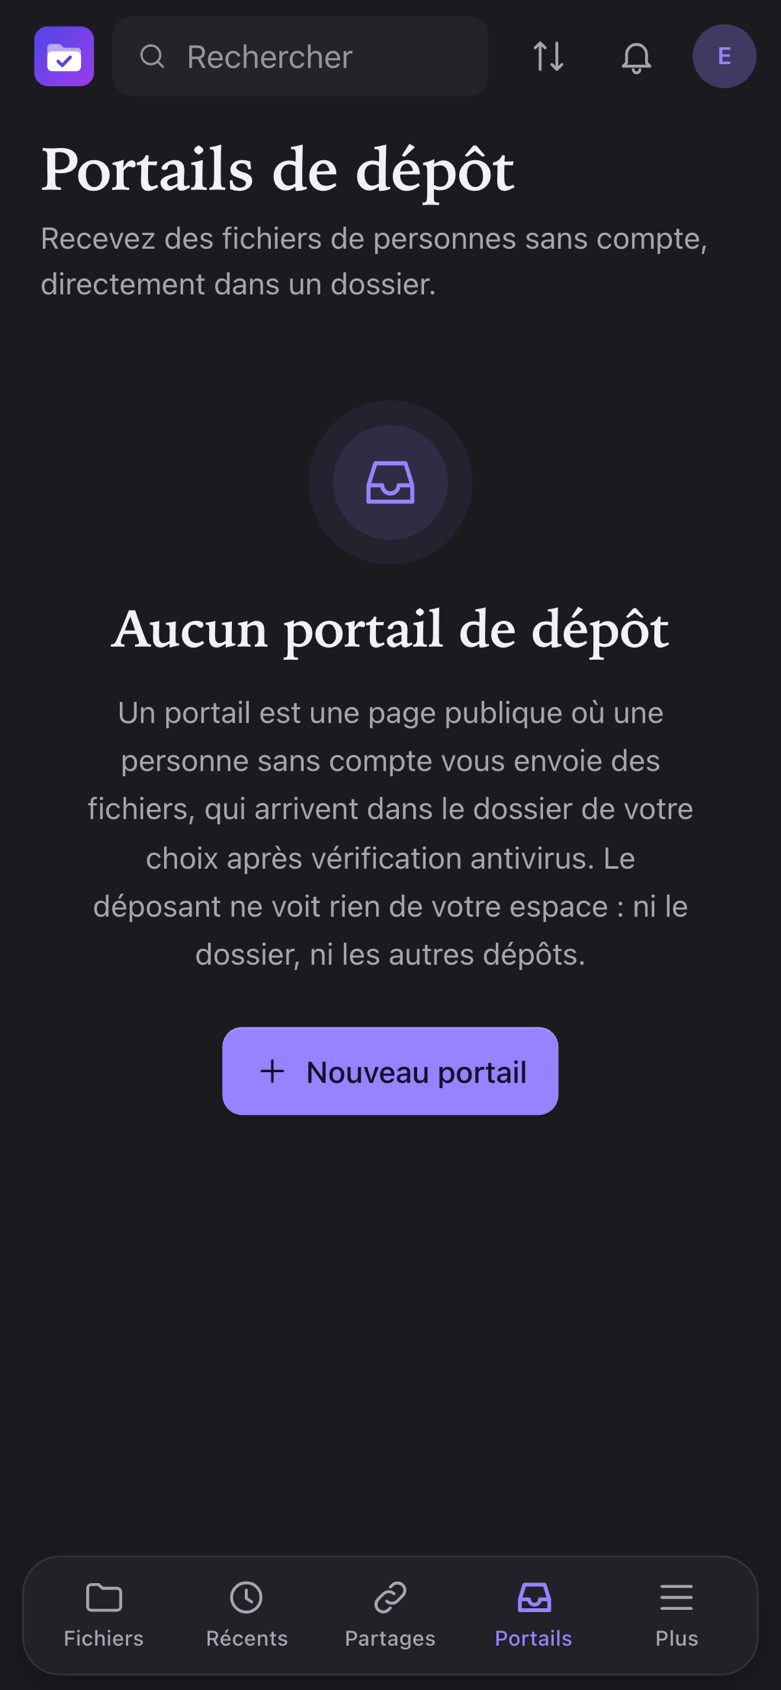 Rechercher
E
Portails de dépôt
Recevez des fichiers de personnes sans compte,
directement dans un dossier.
Aucun portail de dépôt
Un portail est une page publique où une
personne sans compte vous envoie des
fichiers, qui arrivent dans le dossier de votre
choix après vérification antivirus. Le
déposant ne voit rien de votre espace : ni le
dossier, ni les autres dépôts.
+ Nouveau portail
Fichiers
Récents
Partages
Portails
Plus